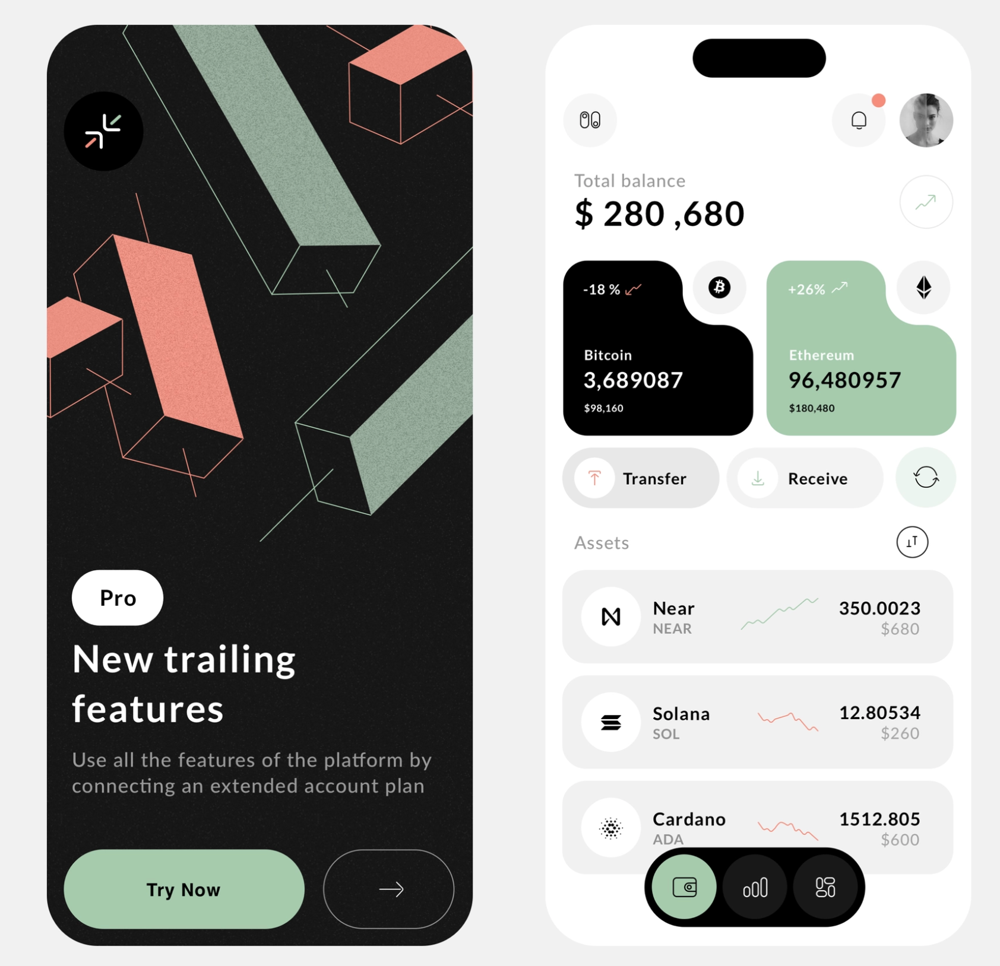 Pro
New trailing
features
Use all the features of the platform by
connecting an extended account plan
Try Now
Total balance
$ 280 ,680
-18 %
Bitcoin
3,689087
$98,160
+26%
Ethereum
96,480957
$180,480
Transfer
Receive
Assets
Near
NEAR
350.0023
$680
Solana
SOL
12.80534
$260
Cardano
ADA
1512.805
$600